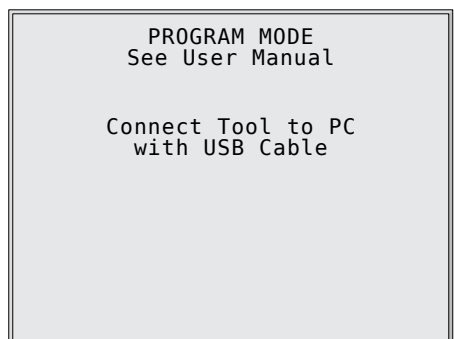 PROGRAM MODE
See User Manual
Connect Tool to PC
with USB Cable